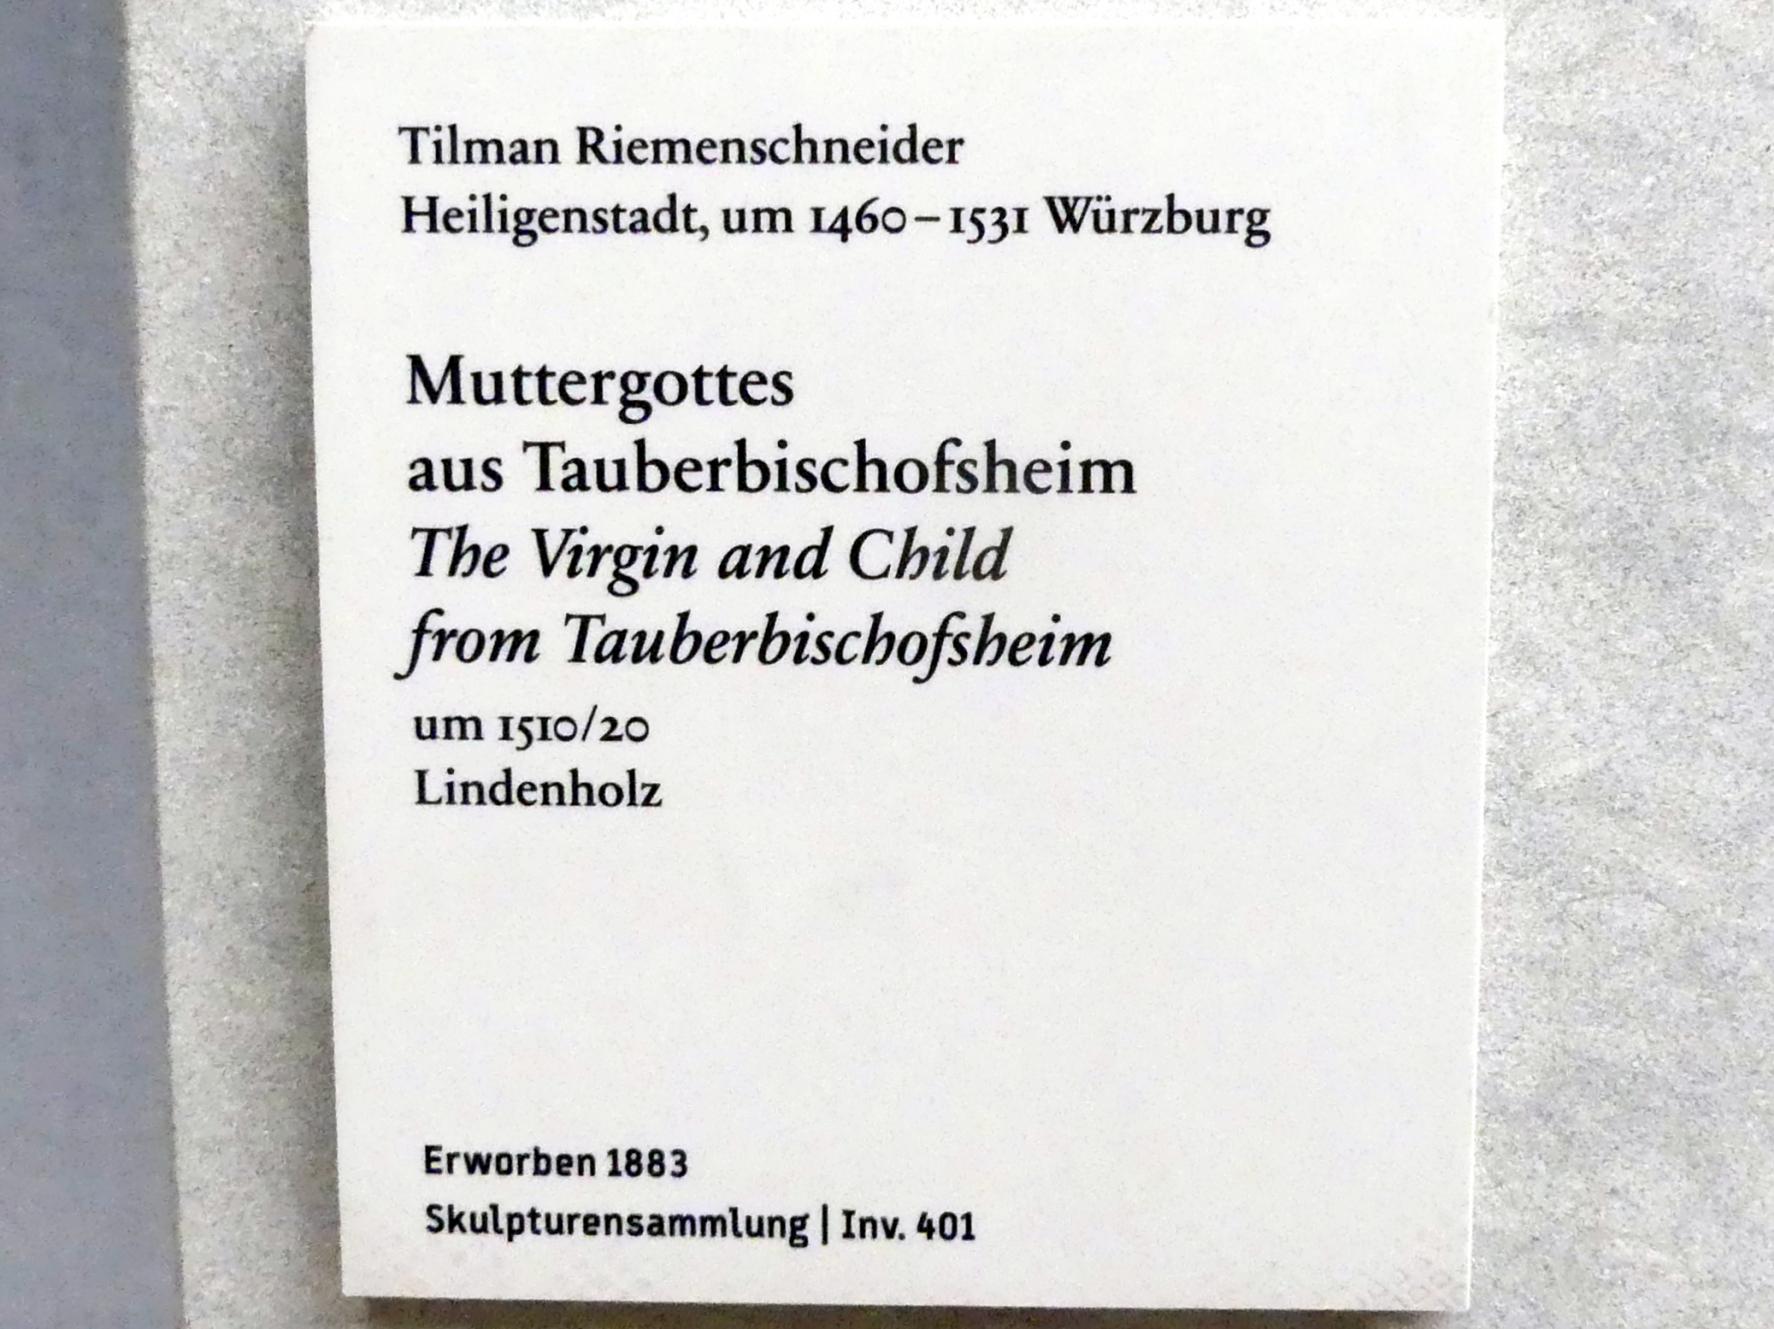 Tilman Riemenschneider
Heiligenstadt, um 1460–1531 Würzburg
Muttergottes
aus Tauberbischofsheim
The Virgin and Child
from Tauberbischofsheim
um 1510/20
Lindenholz
Erworben 1883
Skulpturensammlung | Inv. 401